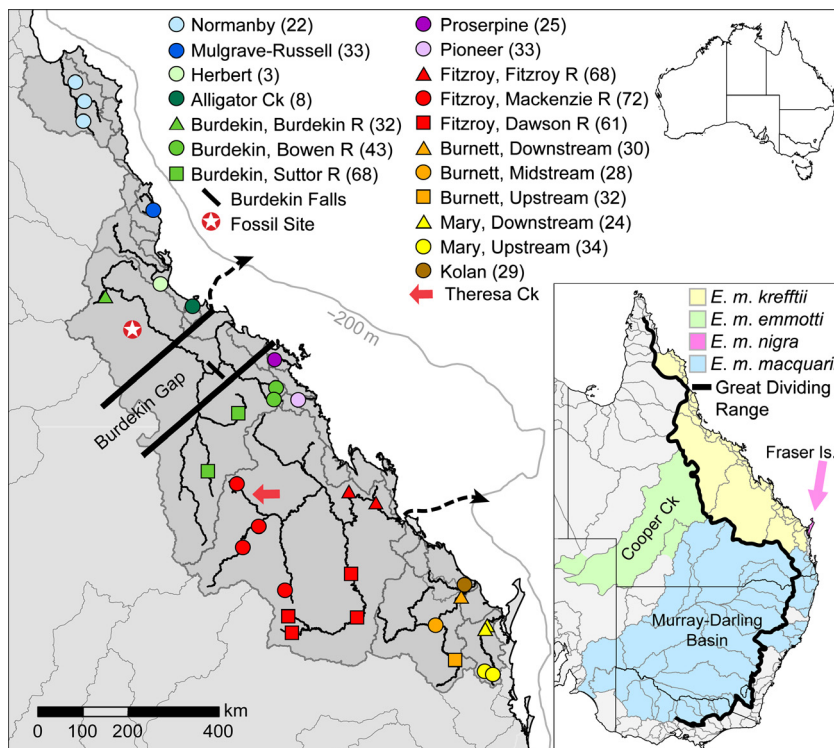 Normanby (22)
Mulgrave-Russell (33)
Herbert (3)
Alligator Ck (8)
Burdekin, Burdekin R (32)
Burdekin, Bowen R (43)
Burdekin, Suttor R (68)
Burdekin Falls
Fossil Site
Proserpine (25)
Pioneer (33)
Fitzroy, Fitzroy R (68)
Fitzroy, Mackenzie R (72)
Fitzroy, Dawson R (61)
Burnett, Downstream (30)
Burnett, Midstream (28)
Burnett, Upstream (32)
Mary, Downstream (24)
Mary, Upstream (34)
Kolan (29)
Theresa Ck
-200 m
Burdekin Gap
0 100 200 400
km
E. m. krefftii
E. m. emmotti
E. m. nigra
E. m. macquarii
Great Dividing
Range
Fraser Is.
Cooper Ck
Murray-Darling
Basin